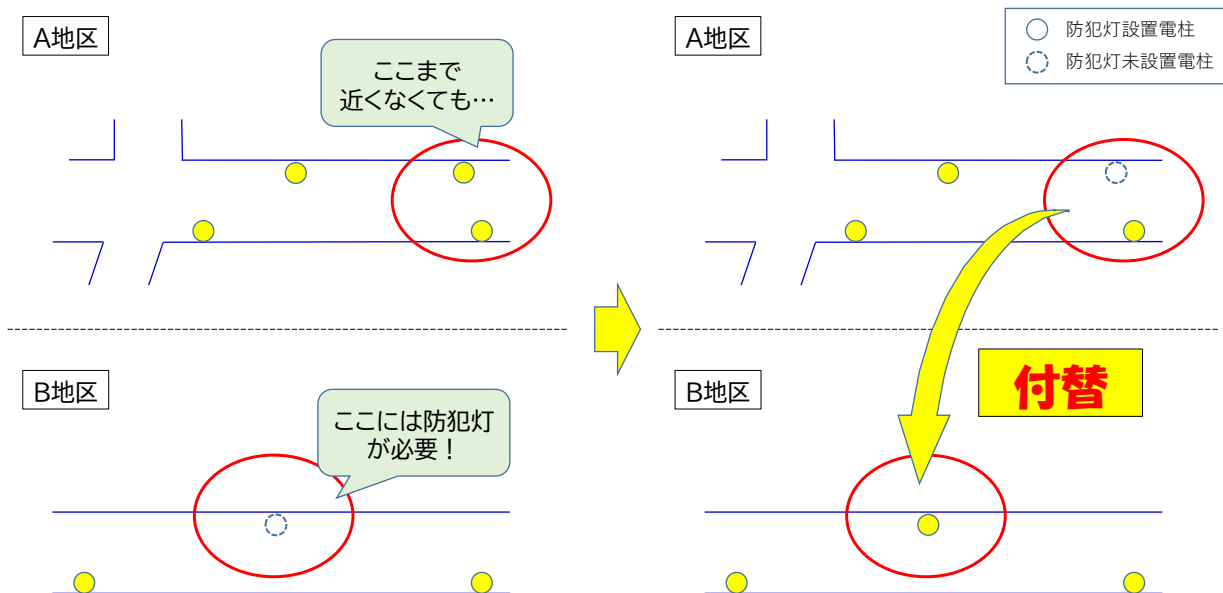 A地区
ここまで
近くなくても…
B地区
ここには防犯灯
が必要！
A地区
防犯灯設置電柱
防犯灯未設置電柱
付替
B地区